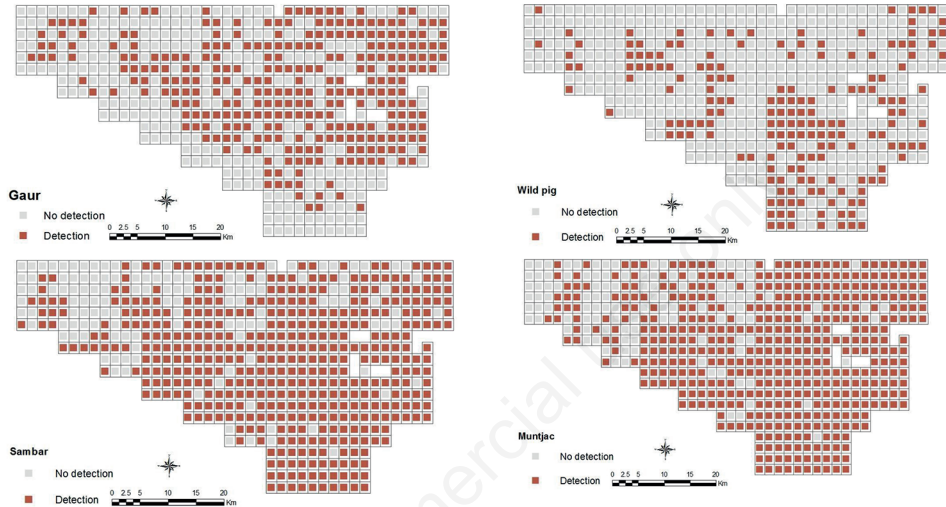 Gaur
No detection
Detection
0 2.5 5 10 15 20
Km
Wild pig
No detection
Detection
0 2.5 5 10 15 20
Km
Sambar
No detection
Detection
0 2.5 5 10 15 20
Km
Muntjac
No detection
Detection
0 2.5 5 10 15 20
Km